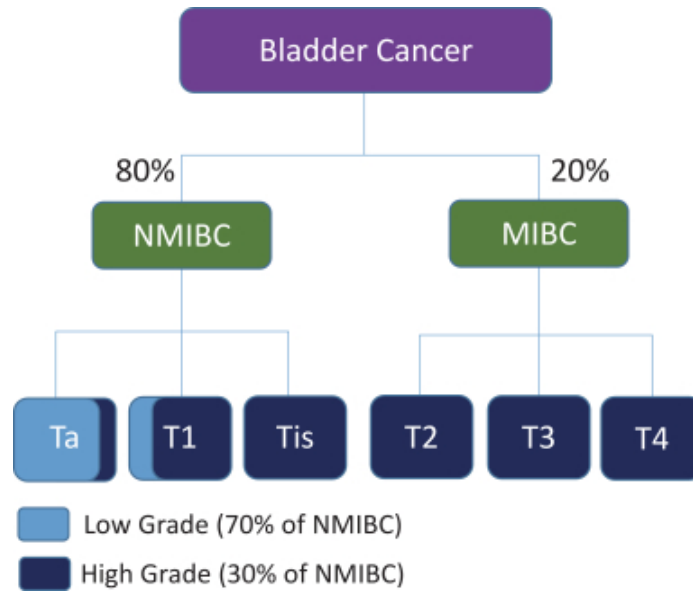 Bladder Cancer
80%
20%
NMIBC
MIBC
Ta
T1
Tis
T2
T3
T4
Low Grade (70% of NMIBC)
High Grade (30% of NMIBC)